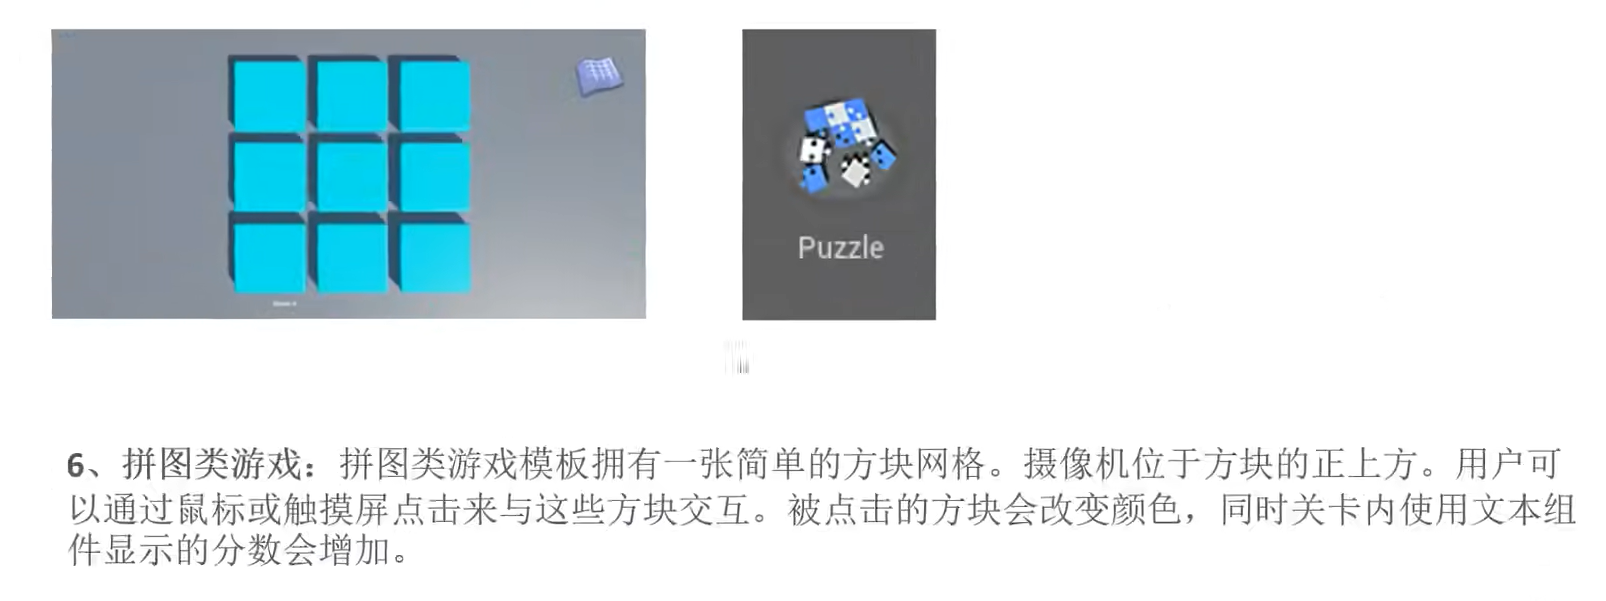 Puzzle
6、拼图类游戏：拼图类游戏模板拥有一张简单的方块网格。摄像机位于方块的正上方。用户可
以通过鼠标或触摸屏点击来与这些方块交互。被点击的方块会改变颜色，同时关卡内使用文本组
件显示的分数会增加。